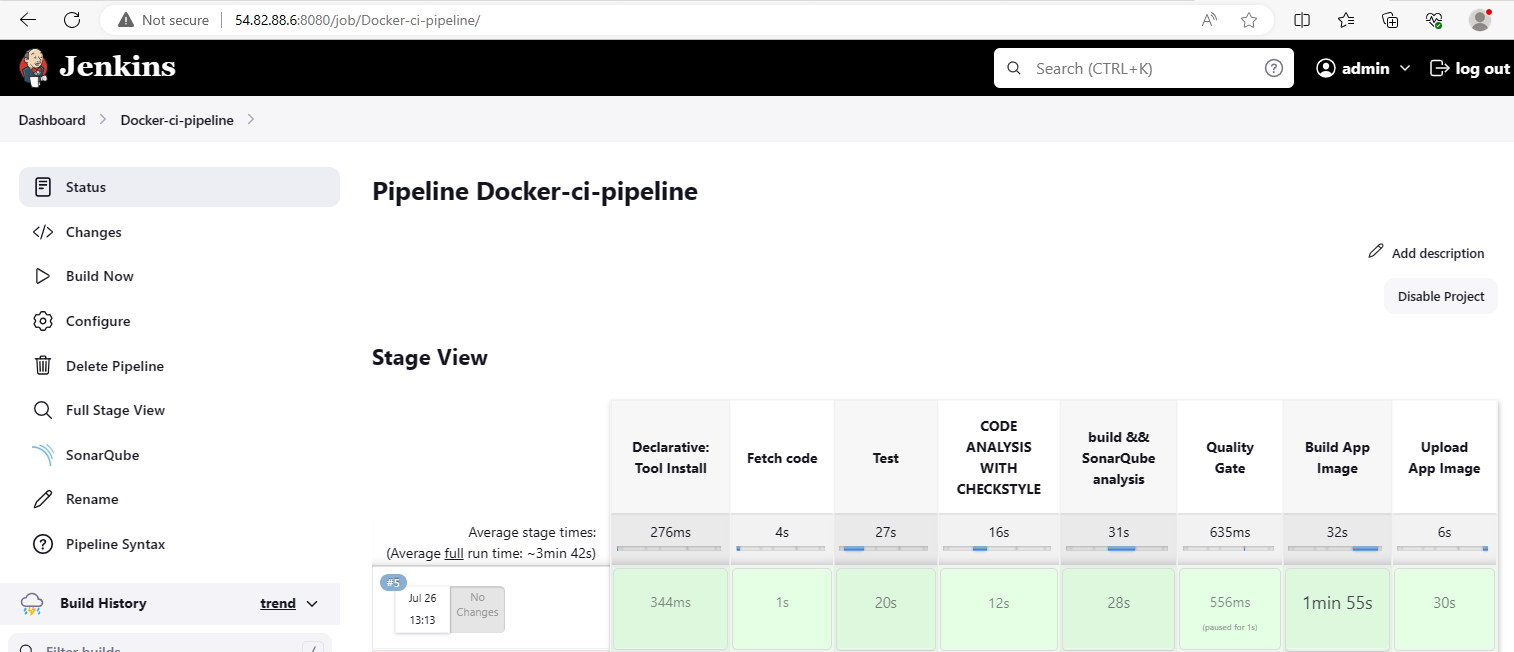 Not secure
54.82.88.6:8080/job/Docker-ci-pipeline/
Jenkins
Search (CTRL+K)
admin
log out
Dashboard
Docker-ci-pipeline
Status
Changes
Build Now
Configure
Delete Pipeline
Full Stage View
SonarQube
Rename
Pipeline Syntax
Build History
trend
Filter builds
/
Pipeline Docker-ci-pipeline
Add description
Disable Project
Stage View
Declarative:
Tool Install
Fetch code
Test
CODE
ANALYSIS
WITH
CHECKSTYLE
build &&
SonarQube
analysis
Quality
Gate
Build App
Image
Upload
App Image
Average stage times:
(Average full run time: ~3min 42s)
276ms
4s
27s
16s
31s
635ms
32s
6s
#5
Jul 26
13:13
No
Changes
344ms
1s
20s
12s
28s
556ms
(paused for 1s)
1min 55s
30s